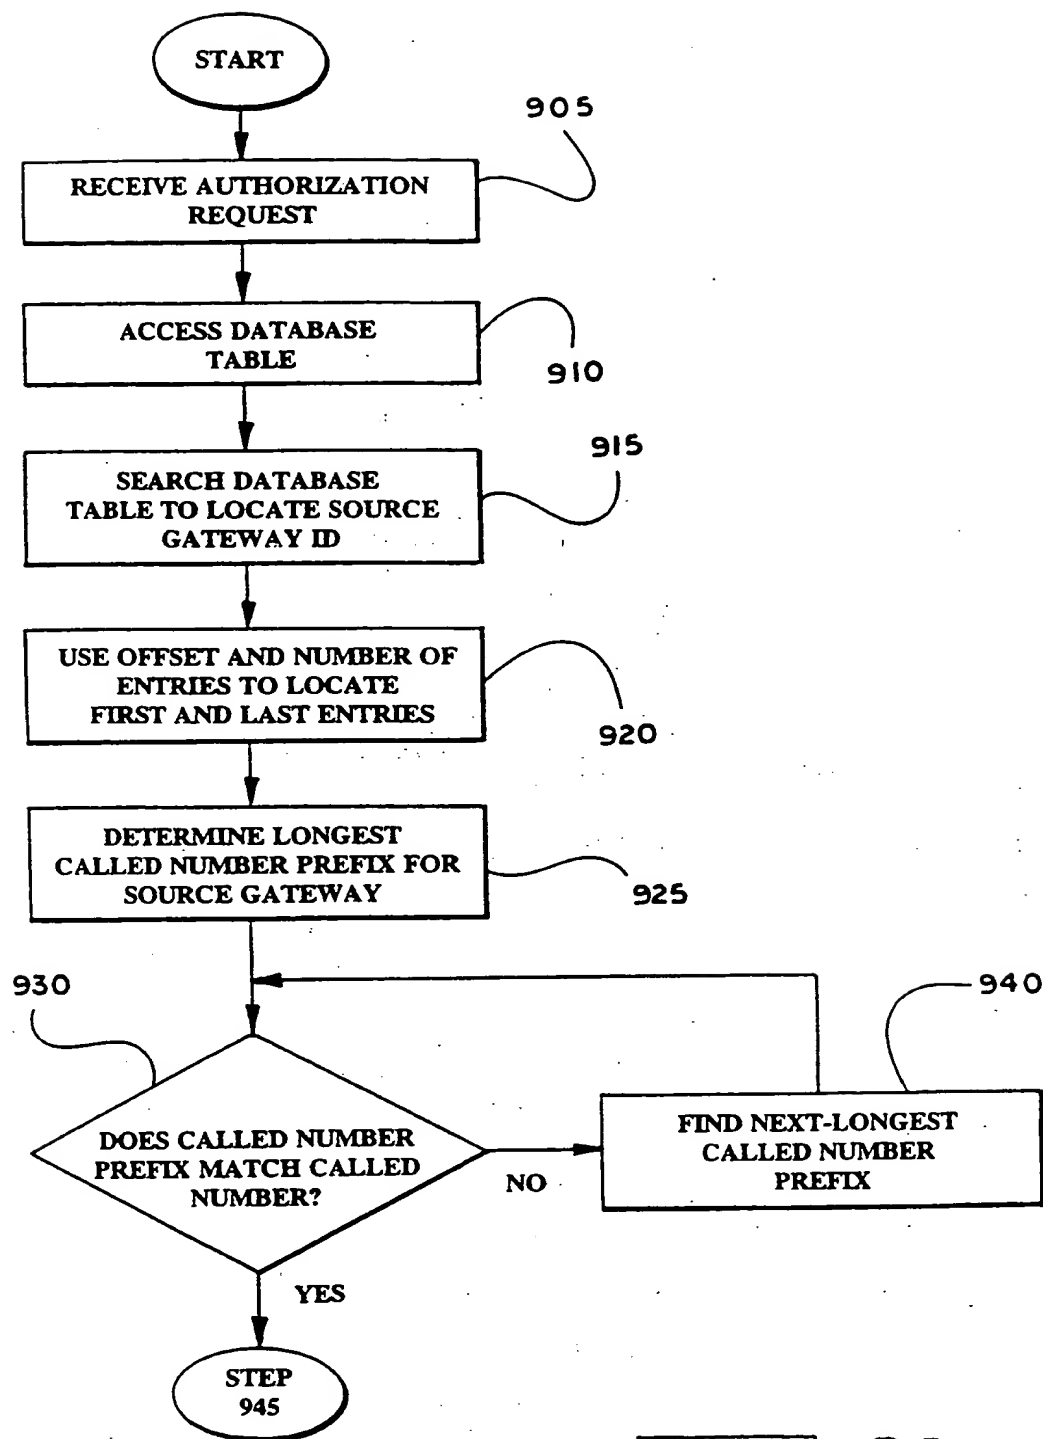 START
905
RECEIVE AUTHORIZATION
REQUEST
ACCESS DATABASE
TABLE
910
915
SEARCH DATABASE
TABLE TO LOCATE SOURCE
GATEWAY ID
USE OFFSET AND NUMBER OF
ENTRIES TO LOCATE
FIRST AND LAST ENTRIES
920
DETERMINE LONGEST
CALLED NUMBER PREFIX FOR
SOURCE GATEWAY
925
930
940
DOES CALLED NUMBER
PREFIX MATCH CALLED
NUMBER?
NO
FIND NEXT-LONGEST
CALLED NUMBER
PREFIX
YES
STEP
945